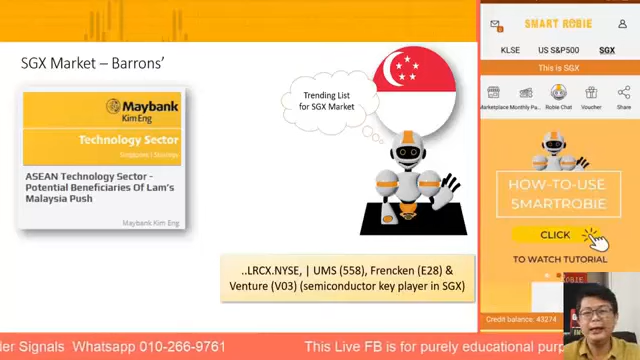 SGX Market – Barrons'
Maybank
Kim Eng
Technology Sector
Singapore | Strategy
ASEAN Technology Sector -
Potential Beneficiaries Of Lam's
Malaysia Push
Maybank Kim Eng
Trending List
for SGX Market
..LRCX.NYSE, | UMS (558), Frencken (E28) &
Venture (V03) (semiconductor key player in SGX)
SMART ROBIE
KLSE US S&P500 SGX
This is SGX
Marketplace Monthly Pa... Robie Chat Voucher Share
HOW-TO-USE
SMARTROBIE
CLICK
TO WATCH TUTORIAL
Credit balance: 43274
der Signals Whatsapp 010-266-9761 This Live FB is for purely educational purp